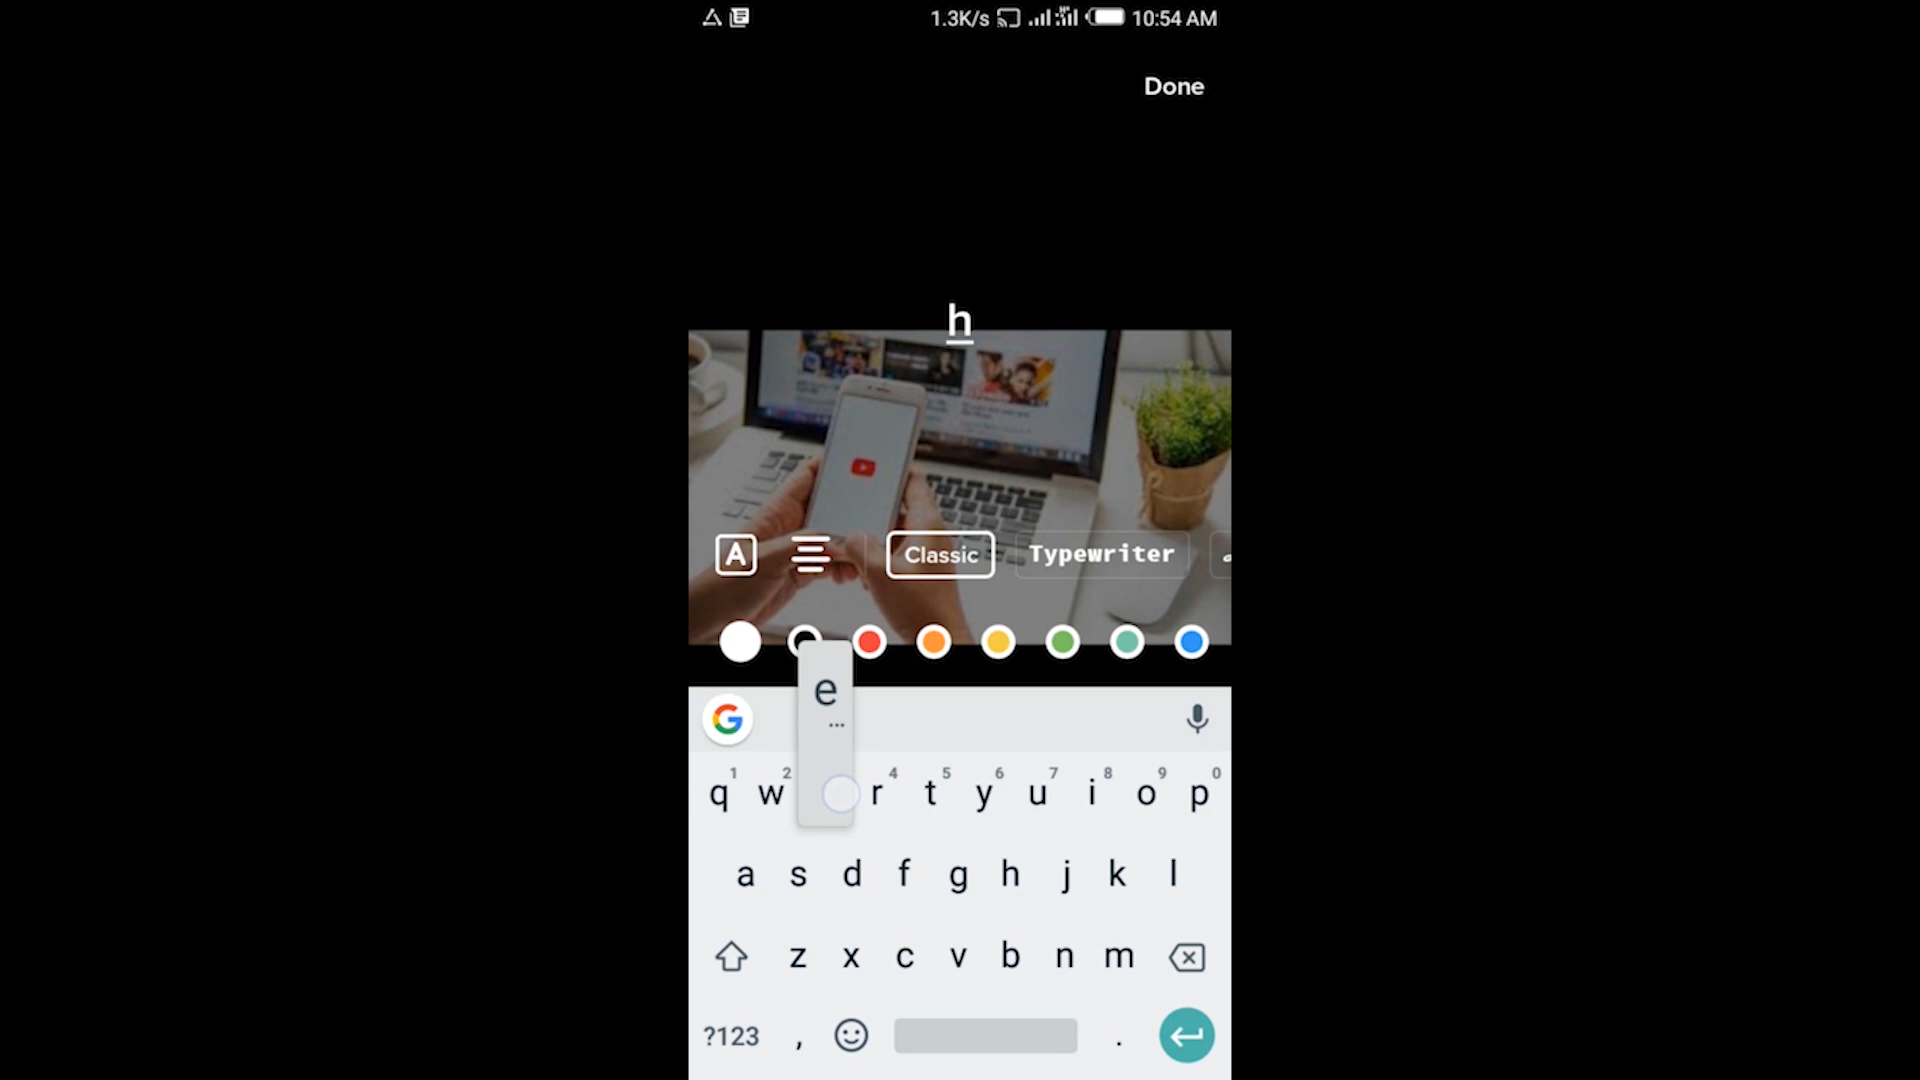 1.3K/s 10:54 AM
Done
h
A Classic Typewriter
e
...
G
1 2 4 5 6 7 8 9 0
q w r t y u i o p
a s d f g h j k l
z x c v b n m
?123 , .